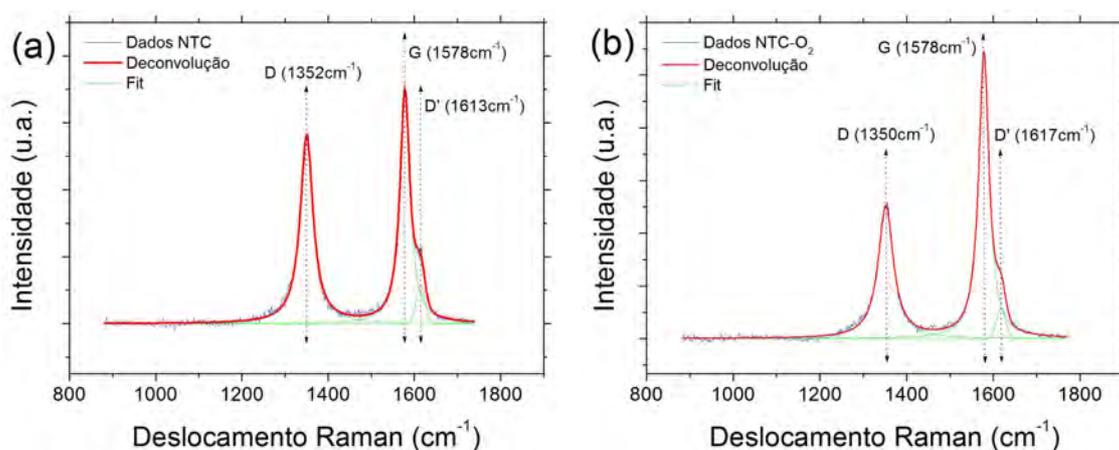 (a)
Dados NTC
Deconvolução
Fit
D (1352cm⁻¹)
G (1578cm⁻¹)
D' (1613cm⁻¹)
Intensidade (u.a.)
800 1000 1200 1400 1600 1800
Deslocamento Raman (cm⁻¹)
(b)
Dados NTC-O₂
Deconvolução
Fit
G (1578cm⁻¹)
D (1350cm⁻¹)
D' (1617cm⁻¹)
Intensidade (u.a.)
800 1000 1200 1400 1600 1800
Deslocamento Raman (cm⁻¹)